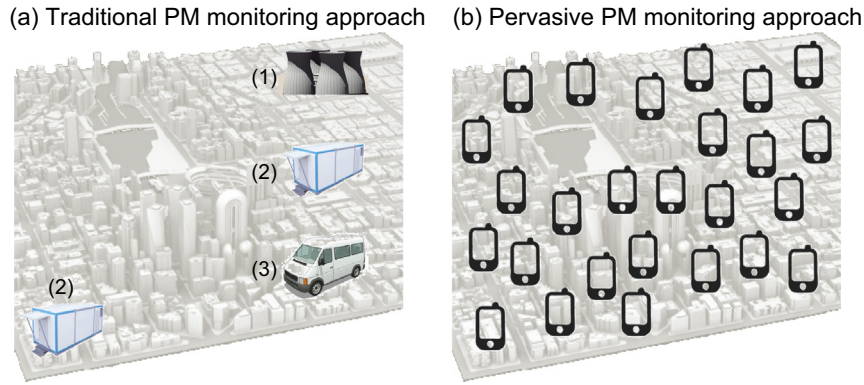 (a) Traditional PM monitoring approach
(b) Pervasive PM monitoring approach
(1)
(2)
(3)
(2)